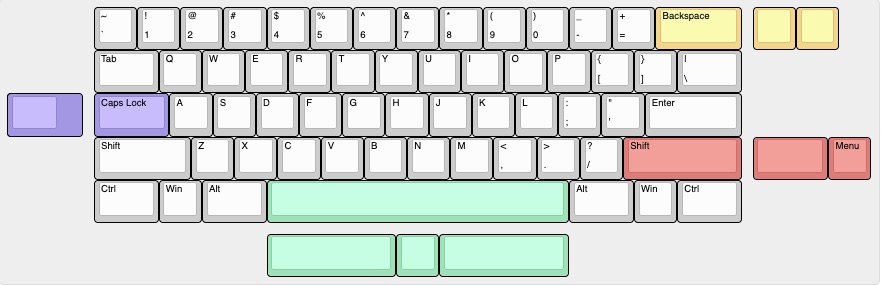 ~ ! @ # $ % ^ & * ( ) _ + Backspace
` 1 2 3 4 5 6 7 8 9 0 - =
Tab Q W E R T Y U I O P { } |
[ ] \
Caps Lock A S D F G H J K L : " Enter
; '
Shift Z X C V B N M < > ? Shift Menu
, . /
Ctrl Win Alt Alt Win Ctrl